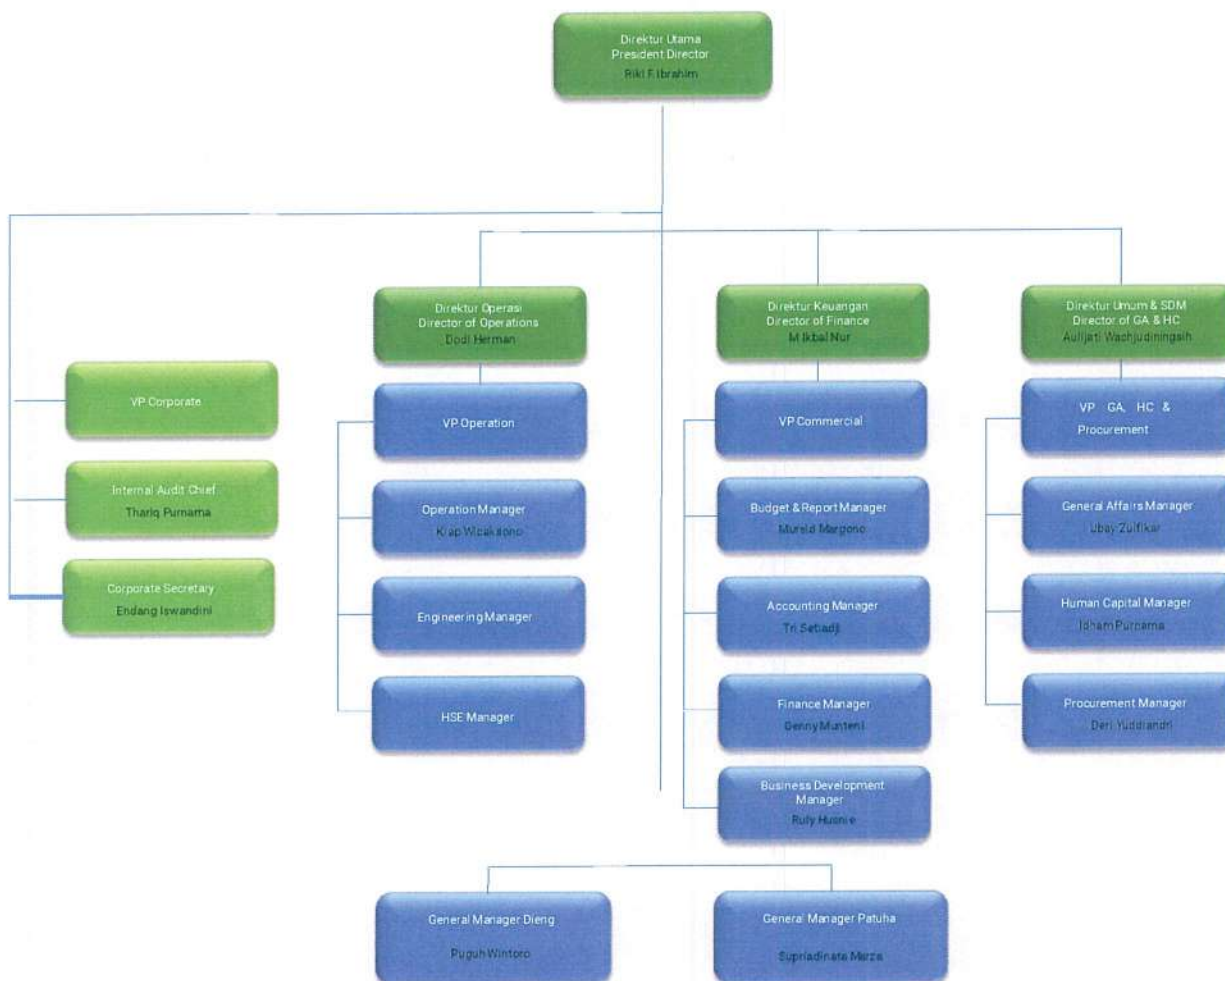 Direktur Utama
President Director
Riki F. Ibrahim
Direktur Operasi
Director of Operations
Dodi Herman
Direktur Keuangan
Director of Finance
M Ikbal Nur
Direktur Umum & SDM
Director of GA & HC
Aulijati Wachjudiningsih
VP Corporate
Internal Audit Chief
Thariq Purnama
Corporate Secretary
Endang Iswandini
VP Operation
Operation Manager
Wicaksono
Engineering Manager
HSE Manager
VP Commercial
Budget & Report Manager
Margono
Accounting Manager
Tri Setiadji
Finance Manager
Genny
Business Development
Manager
Rully Husnie
VP GA, HC &
Procurement
General Affairs Manager
Ubay Zulfikar
Human Capital Manager
Idham Purnama
Procurement Manager
Deri Yuddiandri
General Manager Dieng
Puguh Wintoro
General Manager Patuha
Supriadinata Marza